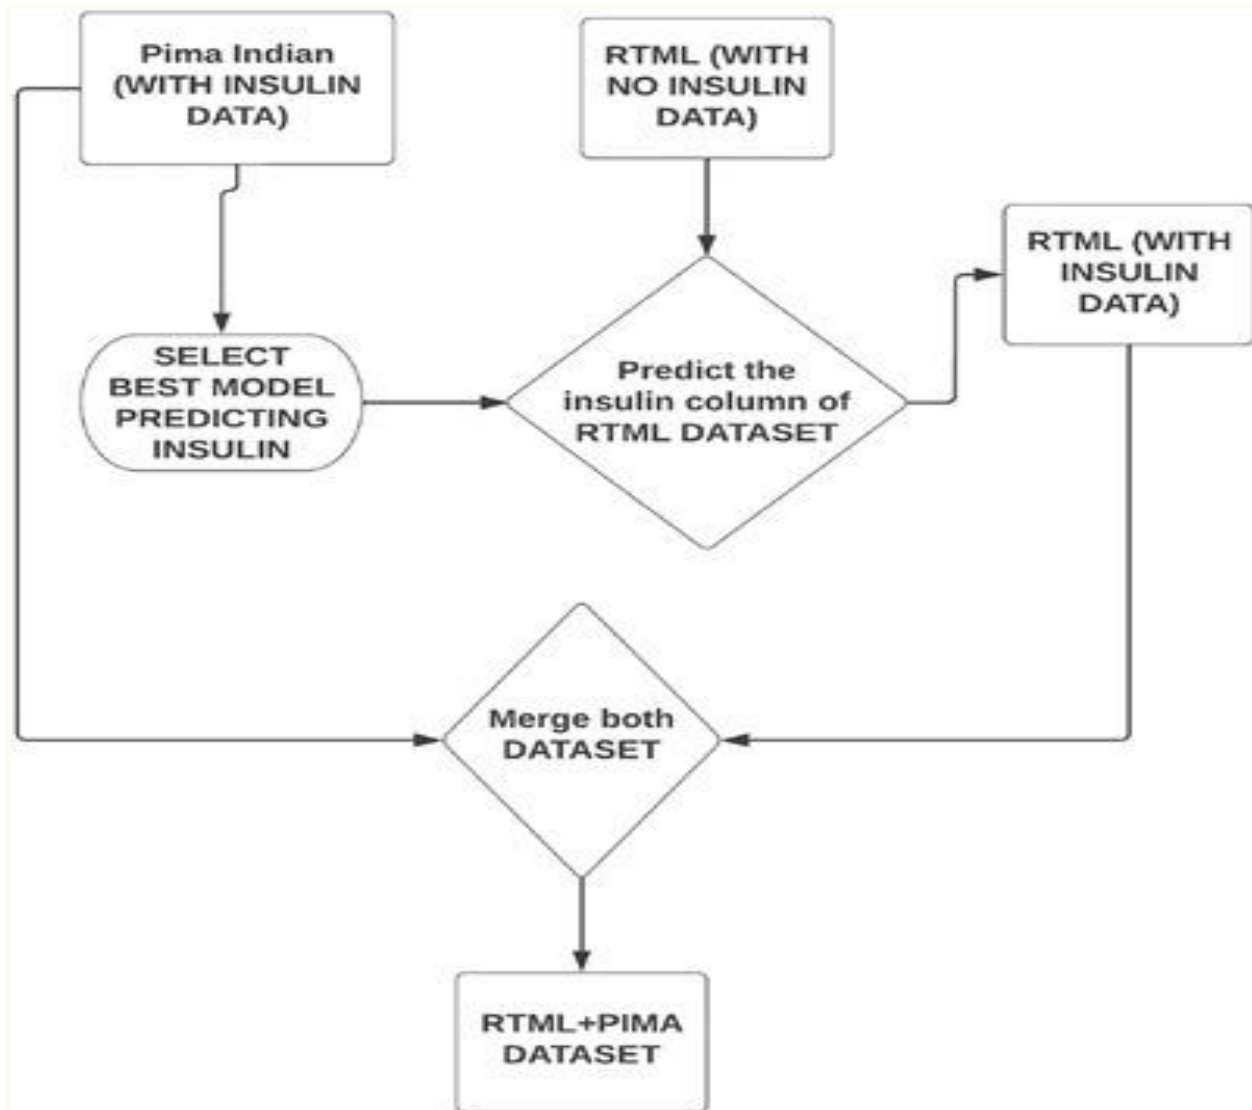 Pima Indian
(WITH INSULIN
DATA)
RTML (WITH
NO INSULIN
DATA)
RTML (WITH
INSULIN
DATA)
SELECT
BEST MODEL
PREDICTING
INSULIN
Predict the
insulin column of
RTML DATASET
Merge both
DATASET
RTML+PIMA
DATASET